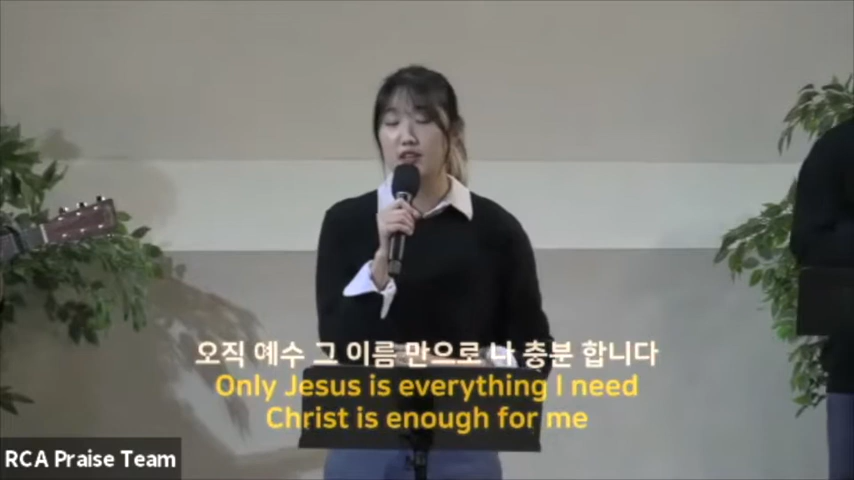 오직 예수 그 이름 만으로 나 충분 합니다
Only Jesus is everything I need
Christ is enough for me
RCA Praise Team